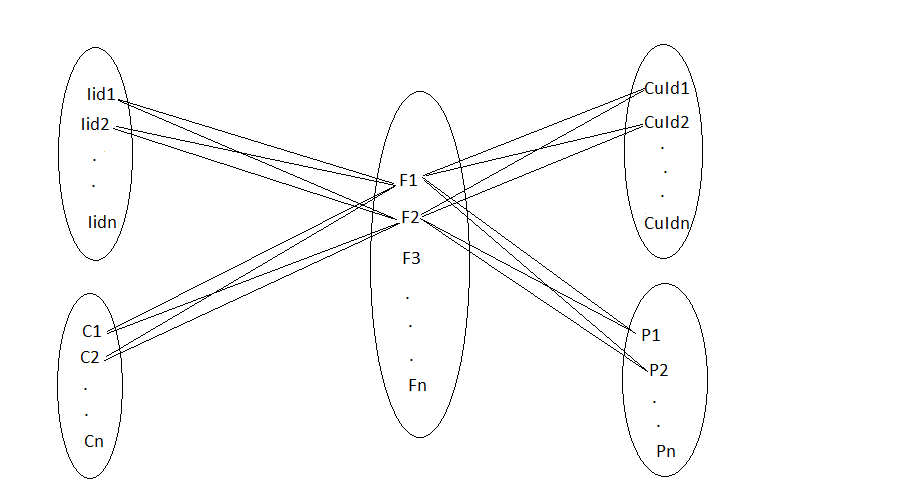 Iid1
Iid2
.
.
Iidn
C1
C2
.
.
Cn
F1
F2
F3
.
.
.
Fn
CuId1
CuId2
.
.
.
CuIdn
P1
P2
.
.
Pn